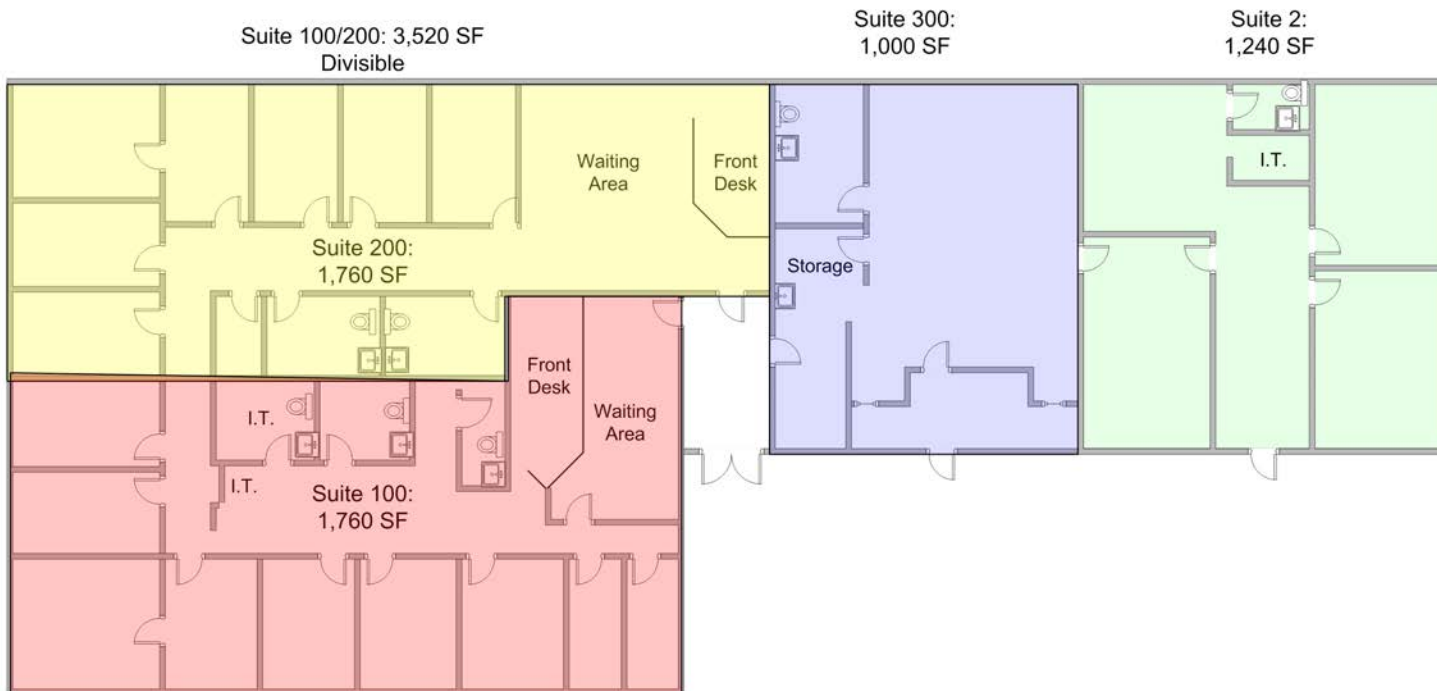 Suite 100/200: 3,520 SF
Divisible
Suite 300:
1,000 SF
Suite 2:
1,240 SF
Waiting
Area
Front
Desk
Suite 200:
1,760 SF
Storage
I.T.
Front
Desk
Waiting
Area
I.T.
I.T.
Suite 100:
1,760 SF